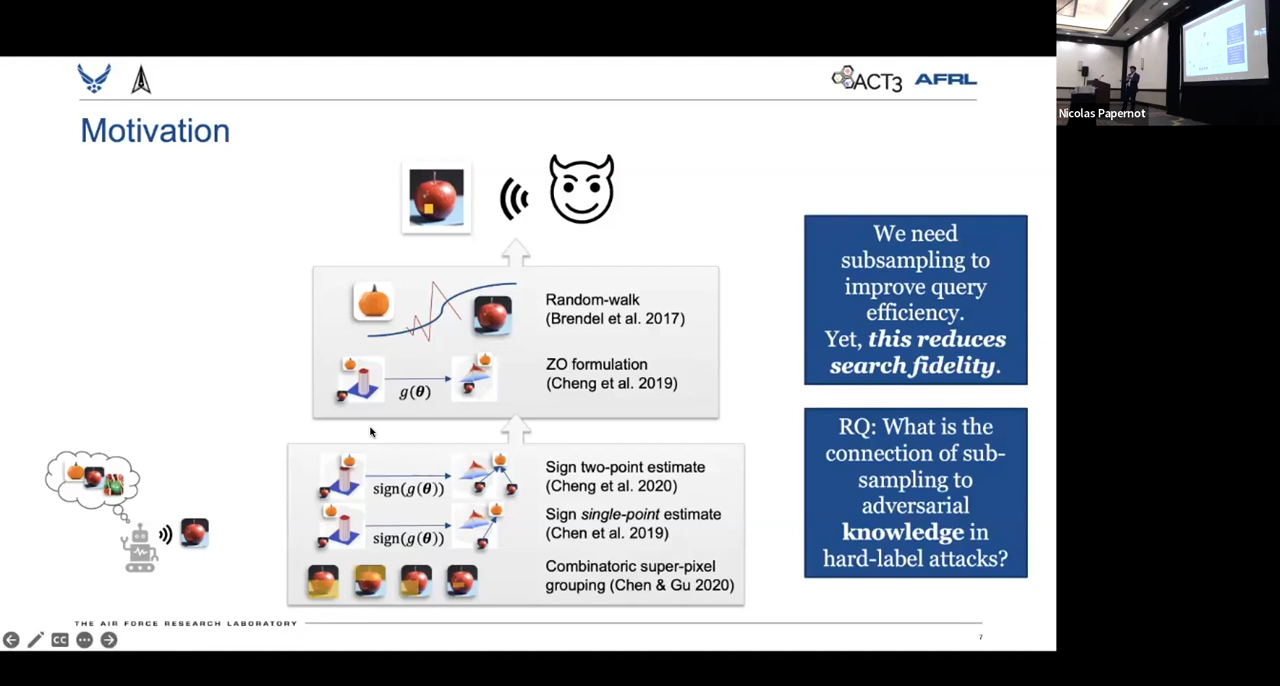 ACT3 AFRL
Motivation
Random-walk
(Brendel et al. 2017)
ZO formulation
(Cheng et al. 2019)
g(θ)
Sign two-point estimate
(Cheng et al. 2020)
sign(g(θ))
Sign single-point estimate
(Chen et al. 2019)
sign(g(θ))
Combinatoric super-pixel
grouping (Chen & Gu 2020)
We need
subsampling to
improve query
efficiency.
Yet, this reduces
search fidelity.
RQ: What is the
connection of sub-
sampling to
adversarial
knowledge in
hard-label attacks?
THE AIR FORCE RESEARCH LABORATORY
7
CC
Nicolas Papernot